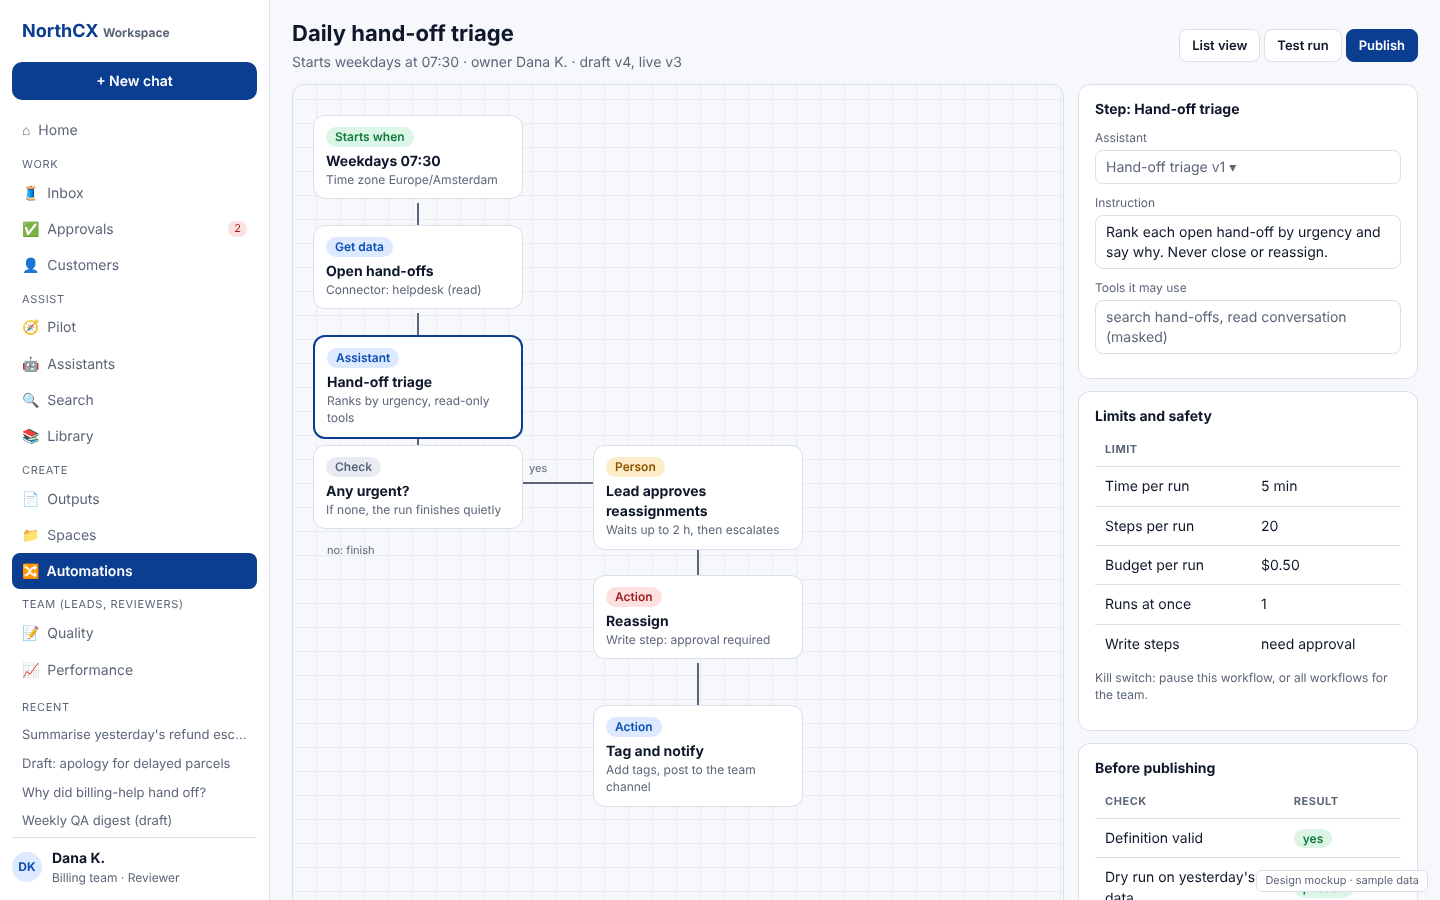 NorthCX Workspace
+ New chat
Home
WORK
Inbox
Approvals
2
Customers
ASSIST
Pilot
Assistants
Search
Library
CREATE
Outputs
Spaces
Automations
TEAM (LEADS, REVIEWERS)
Quality
Performance
RECENT
Summarise yesterday's refund esc...
Draft: apology for delayed parcels
Why did billing-help hand off?
Weekly QA digest (draft)
DK
Dana K.
Billing team · Reviewer
Daily hand-off triage
Starts weekdays at 07:30 · owner Dana K. · draft v4, live v3
List view
Test run
Publish
Starts when
Weekdays 07:30
Time zone Europe/Amsterdam
Get data
Open hand-offs
Connector: helpdesk (read)
Assistant
Hand-off triage
Ranks by urgency, read-only
tools
Check
Any urgent?
If none, the run finishes quietly
no: finish
yes
Person
Lead approves
reassignments
Waits up to 2 h, then escalates
Action
Reassign
Write step: approval required
Action
Tag and notify
Add tags, post to the team
channel
Step: Hand-off triage
Assistant
Hand-off triage v1 ▾
Instruction
Rank each open hand-off by urgency and
say why. Never close or reassign.
Tools it may use
search hand-offs, read conversation
(masked)
Limits and safety
LIMIT
Time per run 5 min
Steps per run 20
Budget per run $0.50
Runs at once 1
Write steps need approval
Kill switch: pause this workflow, or all workflows for
the team.
Before publishing
CHECK RESULT
Definition valid yes
Dry run on yesterday's
data
Design mockup · sample data